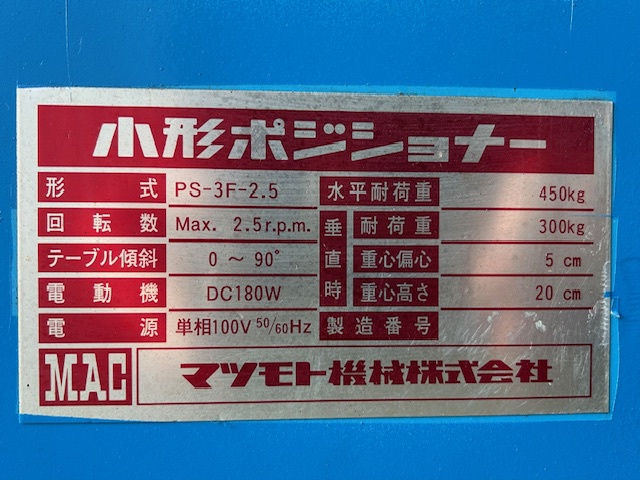 小形ポジショナー
形式 PS-3F-2.5 水平耐荷重 450kg
回転数 Max. 2.5r.p.m. 垂直時 耐荷重 300kg
テーブル傾斜 0～90° 重心偏心 5cm
電動機 DC180W 重心高さ 20cm
電源 単相100V 50/60Hz 製造番号
MAC マツモト機械株式会社